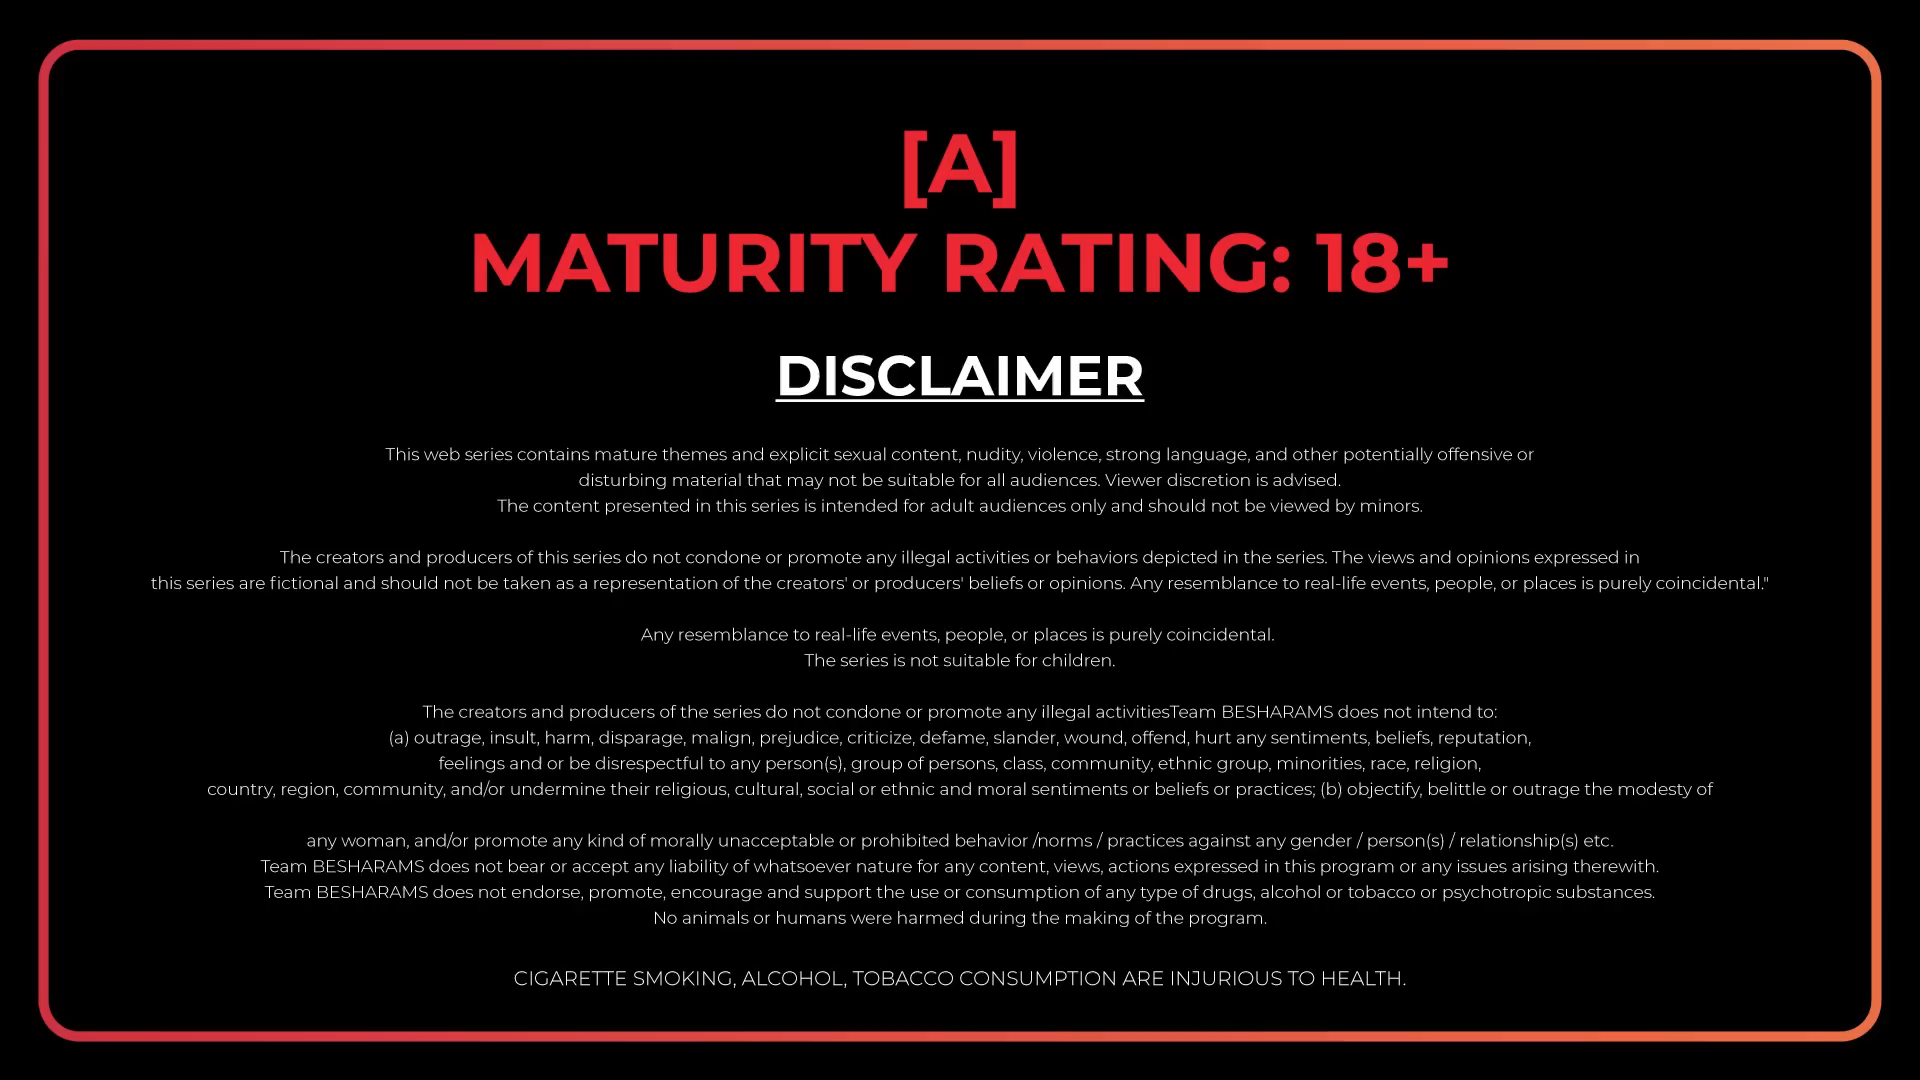 [A]
MATURITY RATING: 18+
DISCLAIMER
This web series contains mature themes and explicit sexual content, nudity, violence, strong language, and other potentially offensive or
disturbing material that may not be suitable for all audiences. Viewer discretion is advised.
The content presented in this series is intended for adult audiences only and should not be viewed by minors.
The creators and producers of this series do not condone or promote any illegal activities or behaviors depicted in the series. The views and opinions expressed in
this series are fictional and should not be taken as a representation of the creators' or producers' beliefs or opinions. Any resemblance to real-life events, people, or places is purely coincidental."
Any resemblance to real-life events, people, or places is purely coincidental.
The series is not suitable for children.
The creators and producers of the series do not condone or promote any illegal activitiesTeam BESHARAMS does not intend to:
(a) outrage, insult, harm, disparage, malign, prejudice, criticize, defame, slander, wound, offend, hurt any sentiments, beliefs, reputation,
feelings and or be disrespectful to any person(s), group of persons, class, community, ethnic group, minorities, race, religion,
country, region, community, and/or undermine their religious, cultural, social or ethnic and moral sentiments or beliefs or practices; (b) objectify, belittle or outrage the modesty of
any woman, and/or promote any kind of morally unacceptable or prohibited behavior /norms / practices against any gender / person(s) / relationship(s) etc.
Team BESHARAMS does not bear or accept any liability of whatsoever nature for any content, views, actions expressed in this program or any issues arising therewith.
Team BESHARAMS does not endorse, promote, encourage and support the use or consumption of any type of drugs, alcohol or tobacco or psychotropic substances.
No animals or humans were harmed during the making of the program.
CIGARETTE SMOKING, ALCOHOL, TOBACCO CONSUMPTION ARE INJURIOUS TO HEALTH.